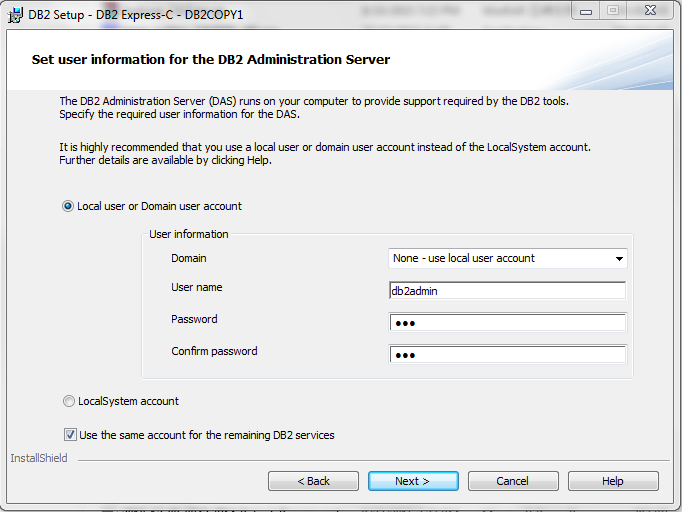 DB2 Setup - DB2 Express-C - DB2COPY1
Set user information for the DB2 Administration Server
The DB2 Administration Server (DAS) runs on your computer to provide support required by the DB2 tools.
Specify the required user information for the DAS.
It is highly recommended that you use a local user or domain user account instead of the LocalSystem account.
Further details are available by clicking Help.
Local user or Domain user account
User information
Domain
None - use local user account
User name
db2admin
Password
●●●
Confirm password
●●●
LocalSystem account
Use the same account for the remaining DB2 services
InstallShield
< Back
Next >
Cancel
Help